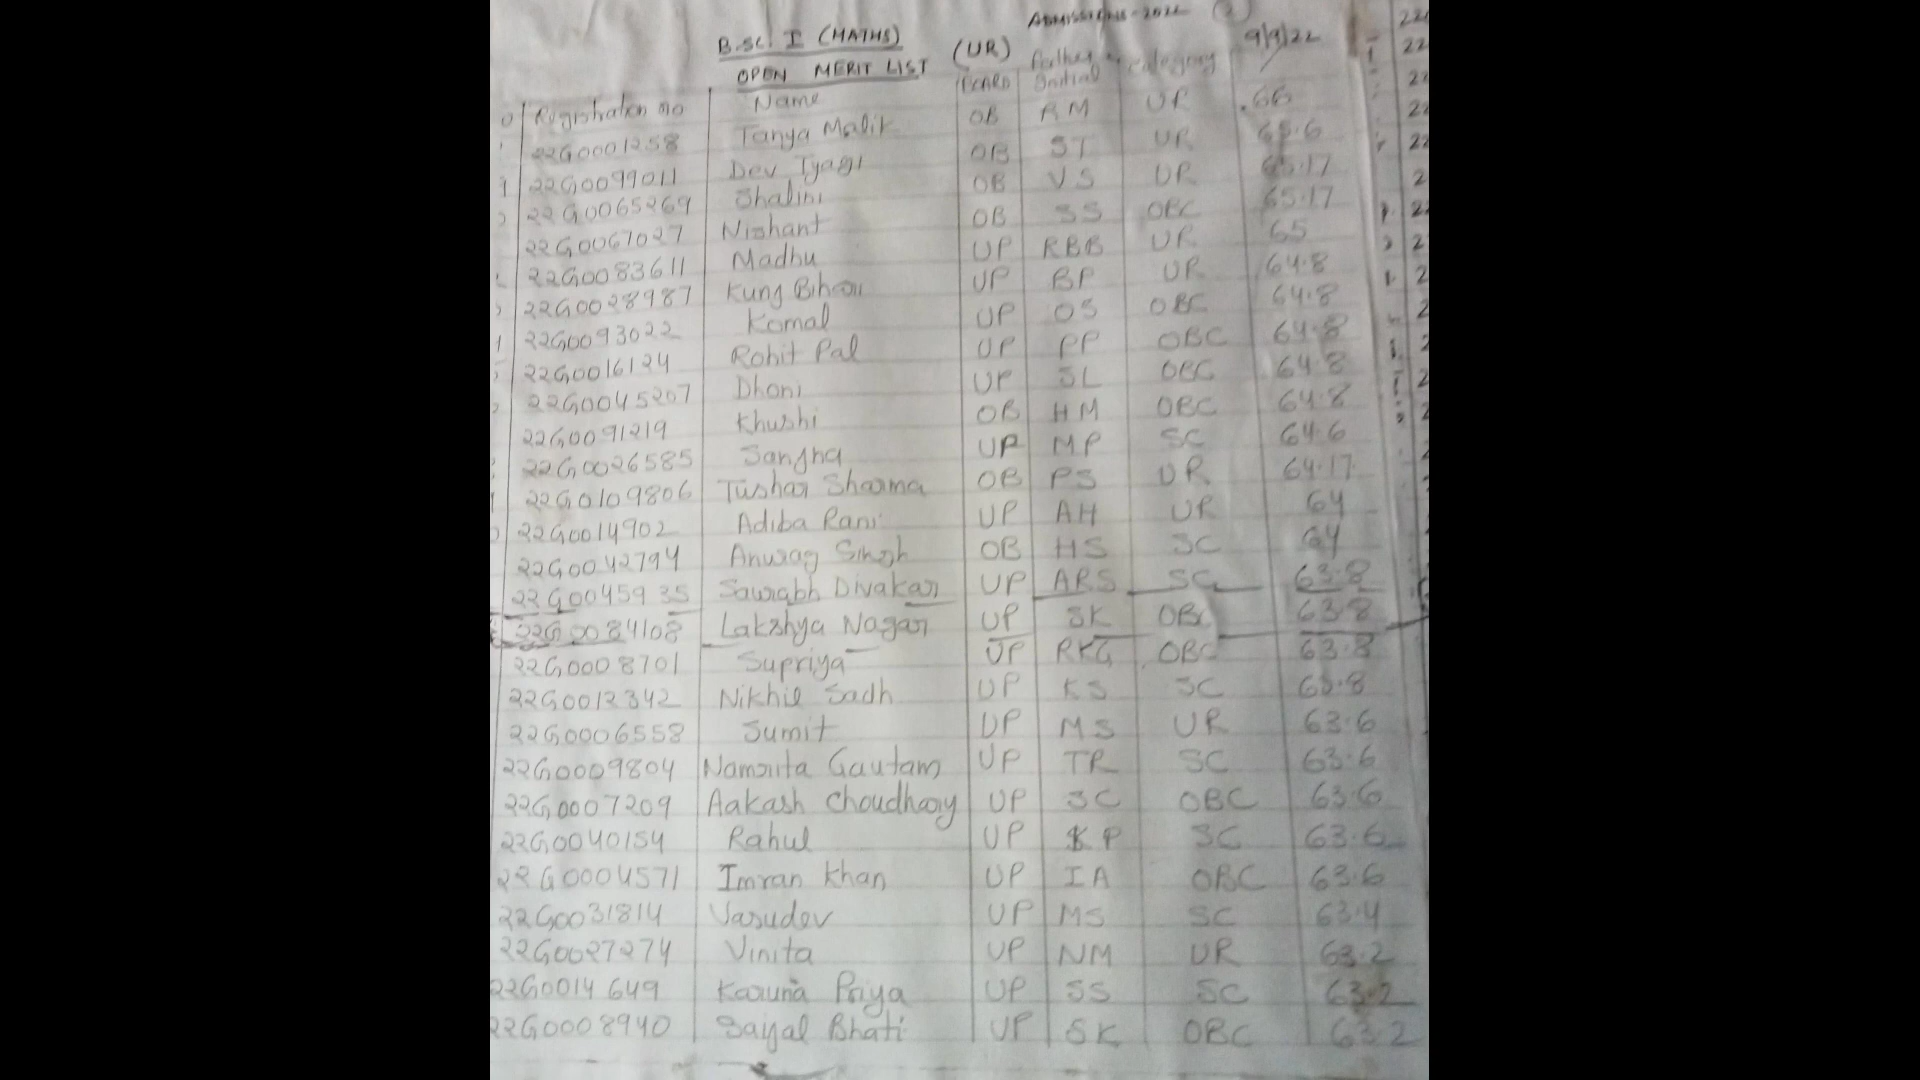 ADMISSIONS-2022 (2)
B.Sc. I (MATHS) (UR) 9/9/22
OPEN MERIT LIST
Registration no Name Board Father Initial category
22G0001258 Tanya Malik OB RM UR 66
22G0099011 Dev Tyagi OB ST UR 65.6
22G0065269 Shalini OB VS UR 65.17
22G0067027 Nishant OB SS OBC 65.17
22G0083611 Madhu UP RBB UR 65
22G0028987 Kunj Bihari UP BP UR 64.8
22G0093022 Komal UP OS OBC 64.8
22G0016124 Rohit Pal UP PP OBC 64.8
22G0045207 Dhoni UP SL OBC 64.8
22G0091219 Khushi OB HM OBC 64.8
22G0026585 Sangha UP MP SC 64.6
22G0109806 Tushar Sharma OB PS UR 64.17
22G0014902 Adiba Rani UP AH UR 64
22G0042794 Anurag Singh OB HS SC 64
22G0045935 Saurabh Divakar UP ARS SC 63.8
22G0084108 Lakshya Nagar UP SK OBC 63.8
22G0008701 Supriya UP RKG OBC 63.8
22G0012342 Nikhil Sadh UP KS SC 63.8
22G0006558 Sumit UP MS UR 63.6
22G0009804 Namrita Gautam UP TR SC 63.6
22G0007209 Aakash Choudhary UP SC OBC 63.6
22G0040154 Rahul UP KP SC 63.6
22G0004571 Imran Khan UP IA OBC 63.6
22G0031814 Vasudev UP MS SC 63.4
22G0027274 Vinita UP NM UR 63.2
22G0014649 Karuna Priya UP SS SC 63.2
22G0008940 Sayal Bhati UP SK OBC 63.2